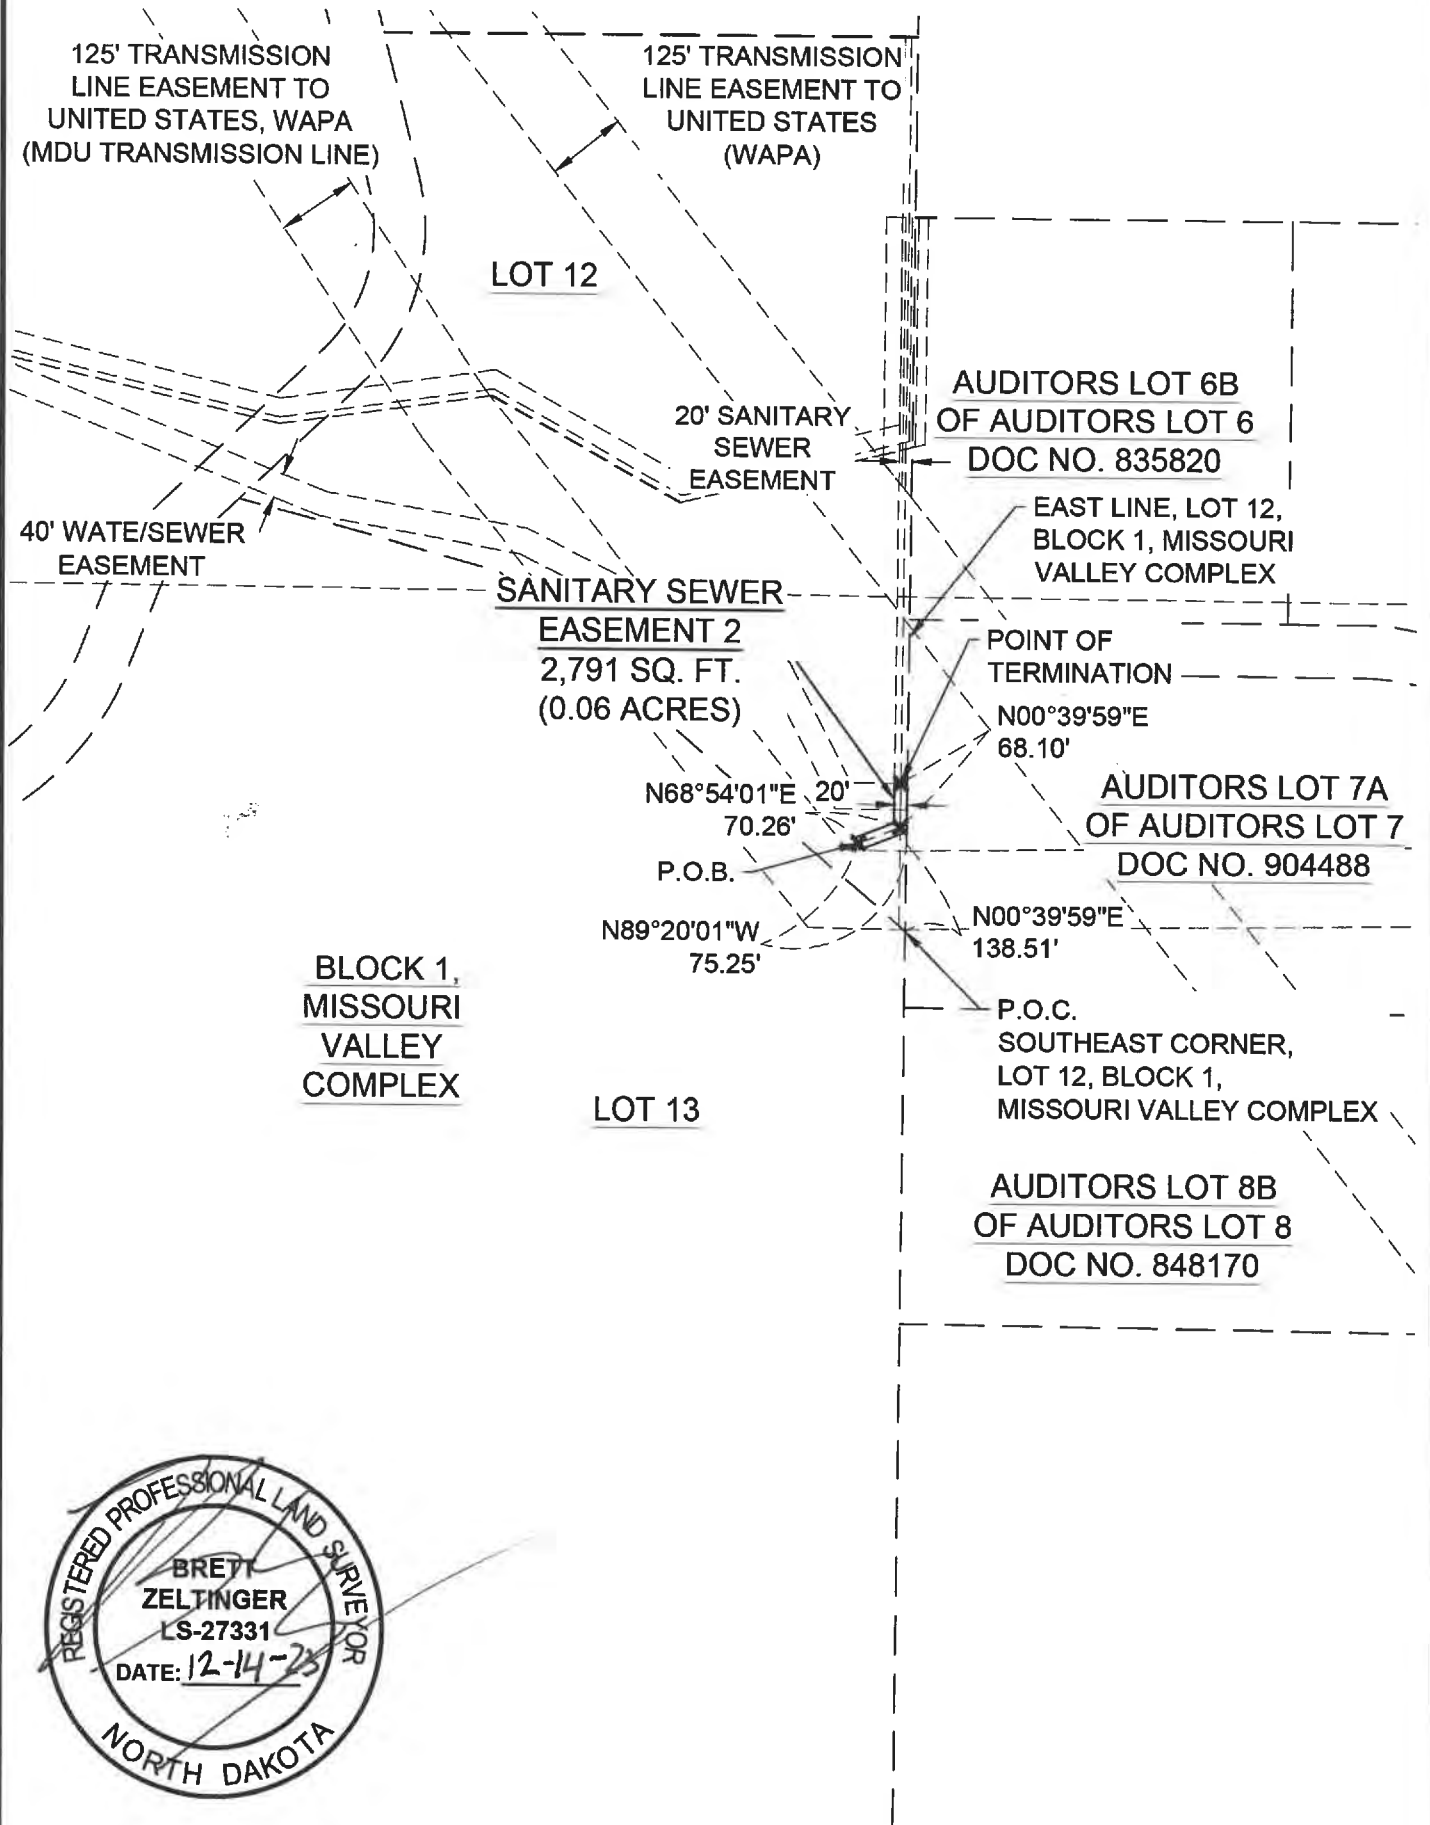 125' TRANSMISSION
LINE EASEMENT TO
UNITED STATES, WAPA
(MDU TRANSMISSION LINE)
125' TRANSMISSION
LINE EASEMENT TO
UNITED STATES
(WAPA)
LOT 12
AUDITORS LOT 6B
OF AUDITORS LOT 6
DOC NO. 835820
20' SANITARY
SEWER
EASEMENT
EAST LINE, LOT 12,
BLOCK 1, MISSOURI
VALLEY COMPLEX
40' WATE/SEWER
EASEMENT
SANITARY SEWER
EASEMENT 2
2,791 SQ. FT.
(0.06 ACRES)
POINT OF
TERMINATION
N00°39'59"E
68.10'
N68°54'01"E
70.26'
20'
AUDITORS LOT 7A
OF AUDITORS LOT 7
DOC NO. 904488
P.O.B.
N89°20'01"W
75.25'
N00°39'59"E
138.51'
BLOCK 1,
MISSOURI
VALLEY
COMPLEX
P.O.C.
SOUTHEAST CORNER,
LOT 12, BLOCK 1,
MISSOURI VALLEY COMPLEX
LOT 13
AUDITORS LOT 8B
OF AUDITORS LOT 8
DOC NO. 848170
REGISTERED PROFESSIONAL LAND SURVEYOR
BRETT
ZELTINGER
LS-27331
DATE: 12-14-23
NORTH DAKOTA